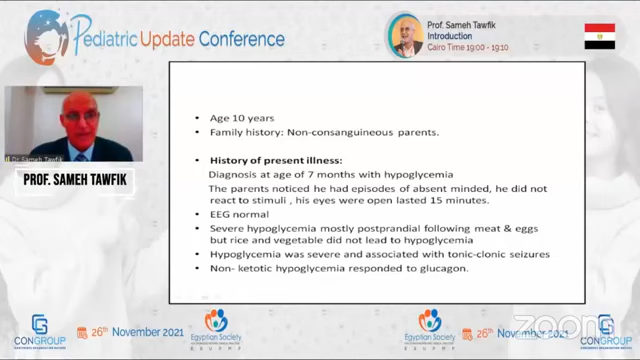 Pediatric Update Conference
Prof. Sameh Tawfik
Introduction
Cairo Time 19:00 - 19:10
Dr. Sameh Tawfik
PROF. SAMEH TAWFIK
• Age 10 years
• Family history: Non-consanguineous parents.
• History of present illness:
Diagnosis at age of 7 months with hypoglycemia
The parents noticed he had episodes of absent minded, he did not
react to stimuli , his eyes were open lasted 15 minutes.
• EEG normal
• Severe hypoglycemia mostly postprandial following meat & eggs
but rice and vegetable did not lead to hypoglycemia
• Hypoglycemia was severe and associated with tonic-clonic seizures
• Non- ketotic hypoglycemia responded to glucagon.
CONGROUP
26th November 2021
Egyptian Society
Egyptian Society
26th November 2021
CONGROUP
zoom